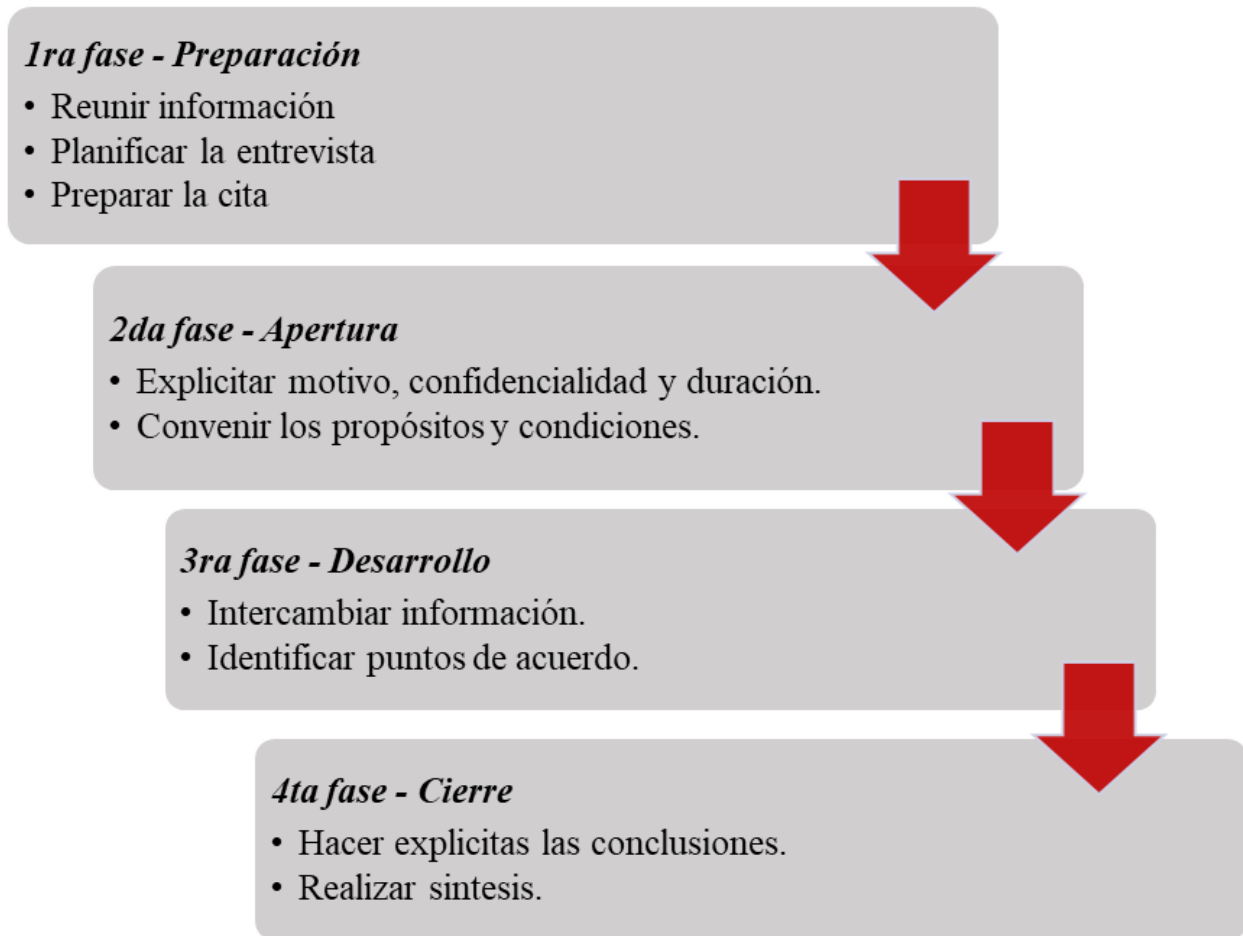 1ra fase - Preparación
• Reunir información
• Planificar la entrevista
• Preparar la cita
2da fase - Apertura
• Explicitar motivo, confidencialidad y duración.
• Convenir los propósitos y condiciones.
3ra fase - Desarrollo
• Intercambiar información.
• Identificar puntos de acuerdo.
4ta fase - Cierre
• Hacer explicitas las conclusiones.
• Realizar sintesis.